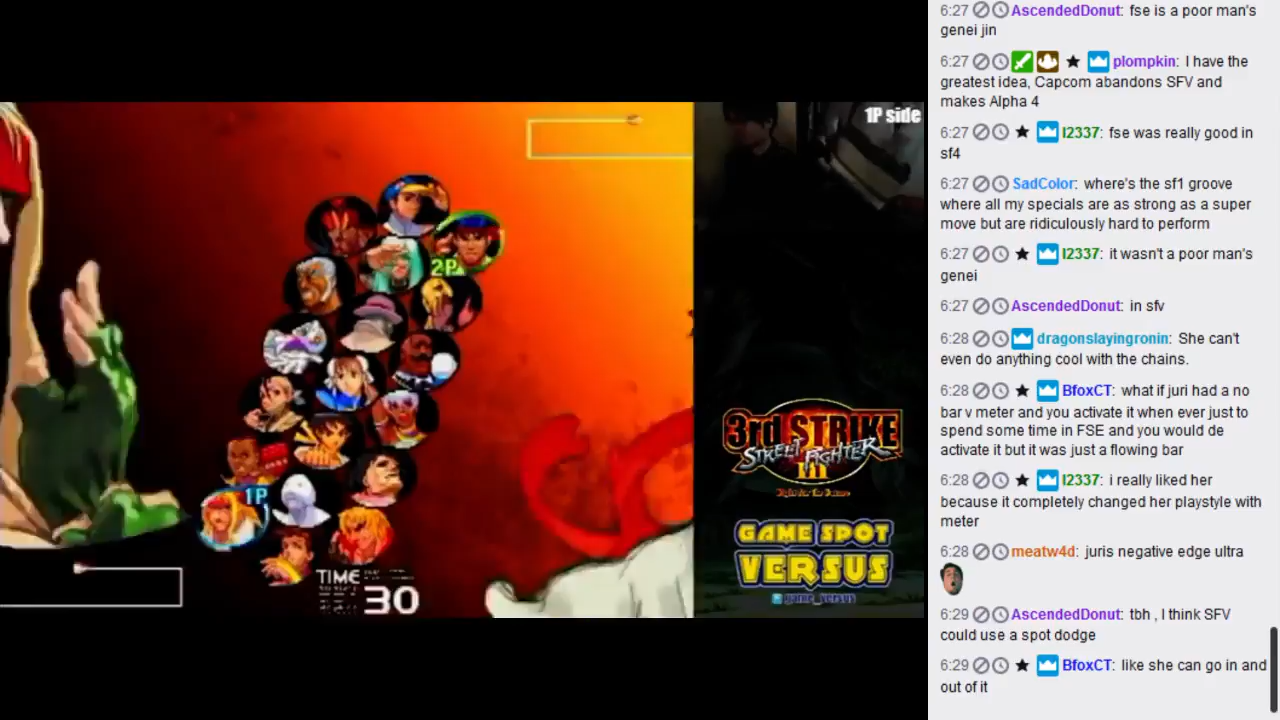 1P side
2P
1P
TIME
30
3rd STRIKE
STREET FIGHTER
III
Fight for the Future
GAME SPOT
VERSUS
game_versus
6:27 AscendedDonut: fse is a poor man's
genei jin
6:27 plompkin: I have the
greatest idea, Capcom abandons SFV and
makes Alpha 4
6:27 I2337: fse was really good in
sf4
6:27 SadColor: where's the sf1 groove
where all my specials are as strong as a super
move but are ridiculously hard to perform
6:27 I2337: it wasn't a poor man's
genei
6:27 AscendedDonut: in sfv
6:28 dragonslayingronin: She can't
even do anything cool with the chains.
6:28 BfoxCT: what if juri had a no
bar v meter and you activate it when ever just to
spend some time in FSE and you would de
activate it but it was just a flowing bar
6:28 I2337: i really liked her
because it completely changed her playstyle with
meter
6:28 meatw4d: juris negative edge ultra
6:29 AscendedDonut: tbh , I think SFV
could use a spot dodge
6:29 BfoxCT: like she can go in and
out of it